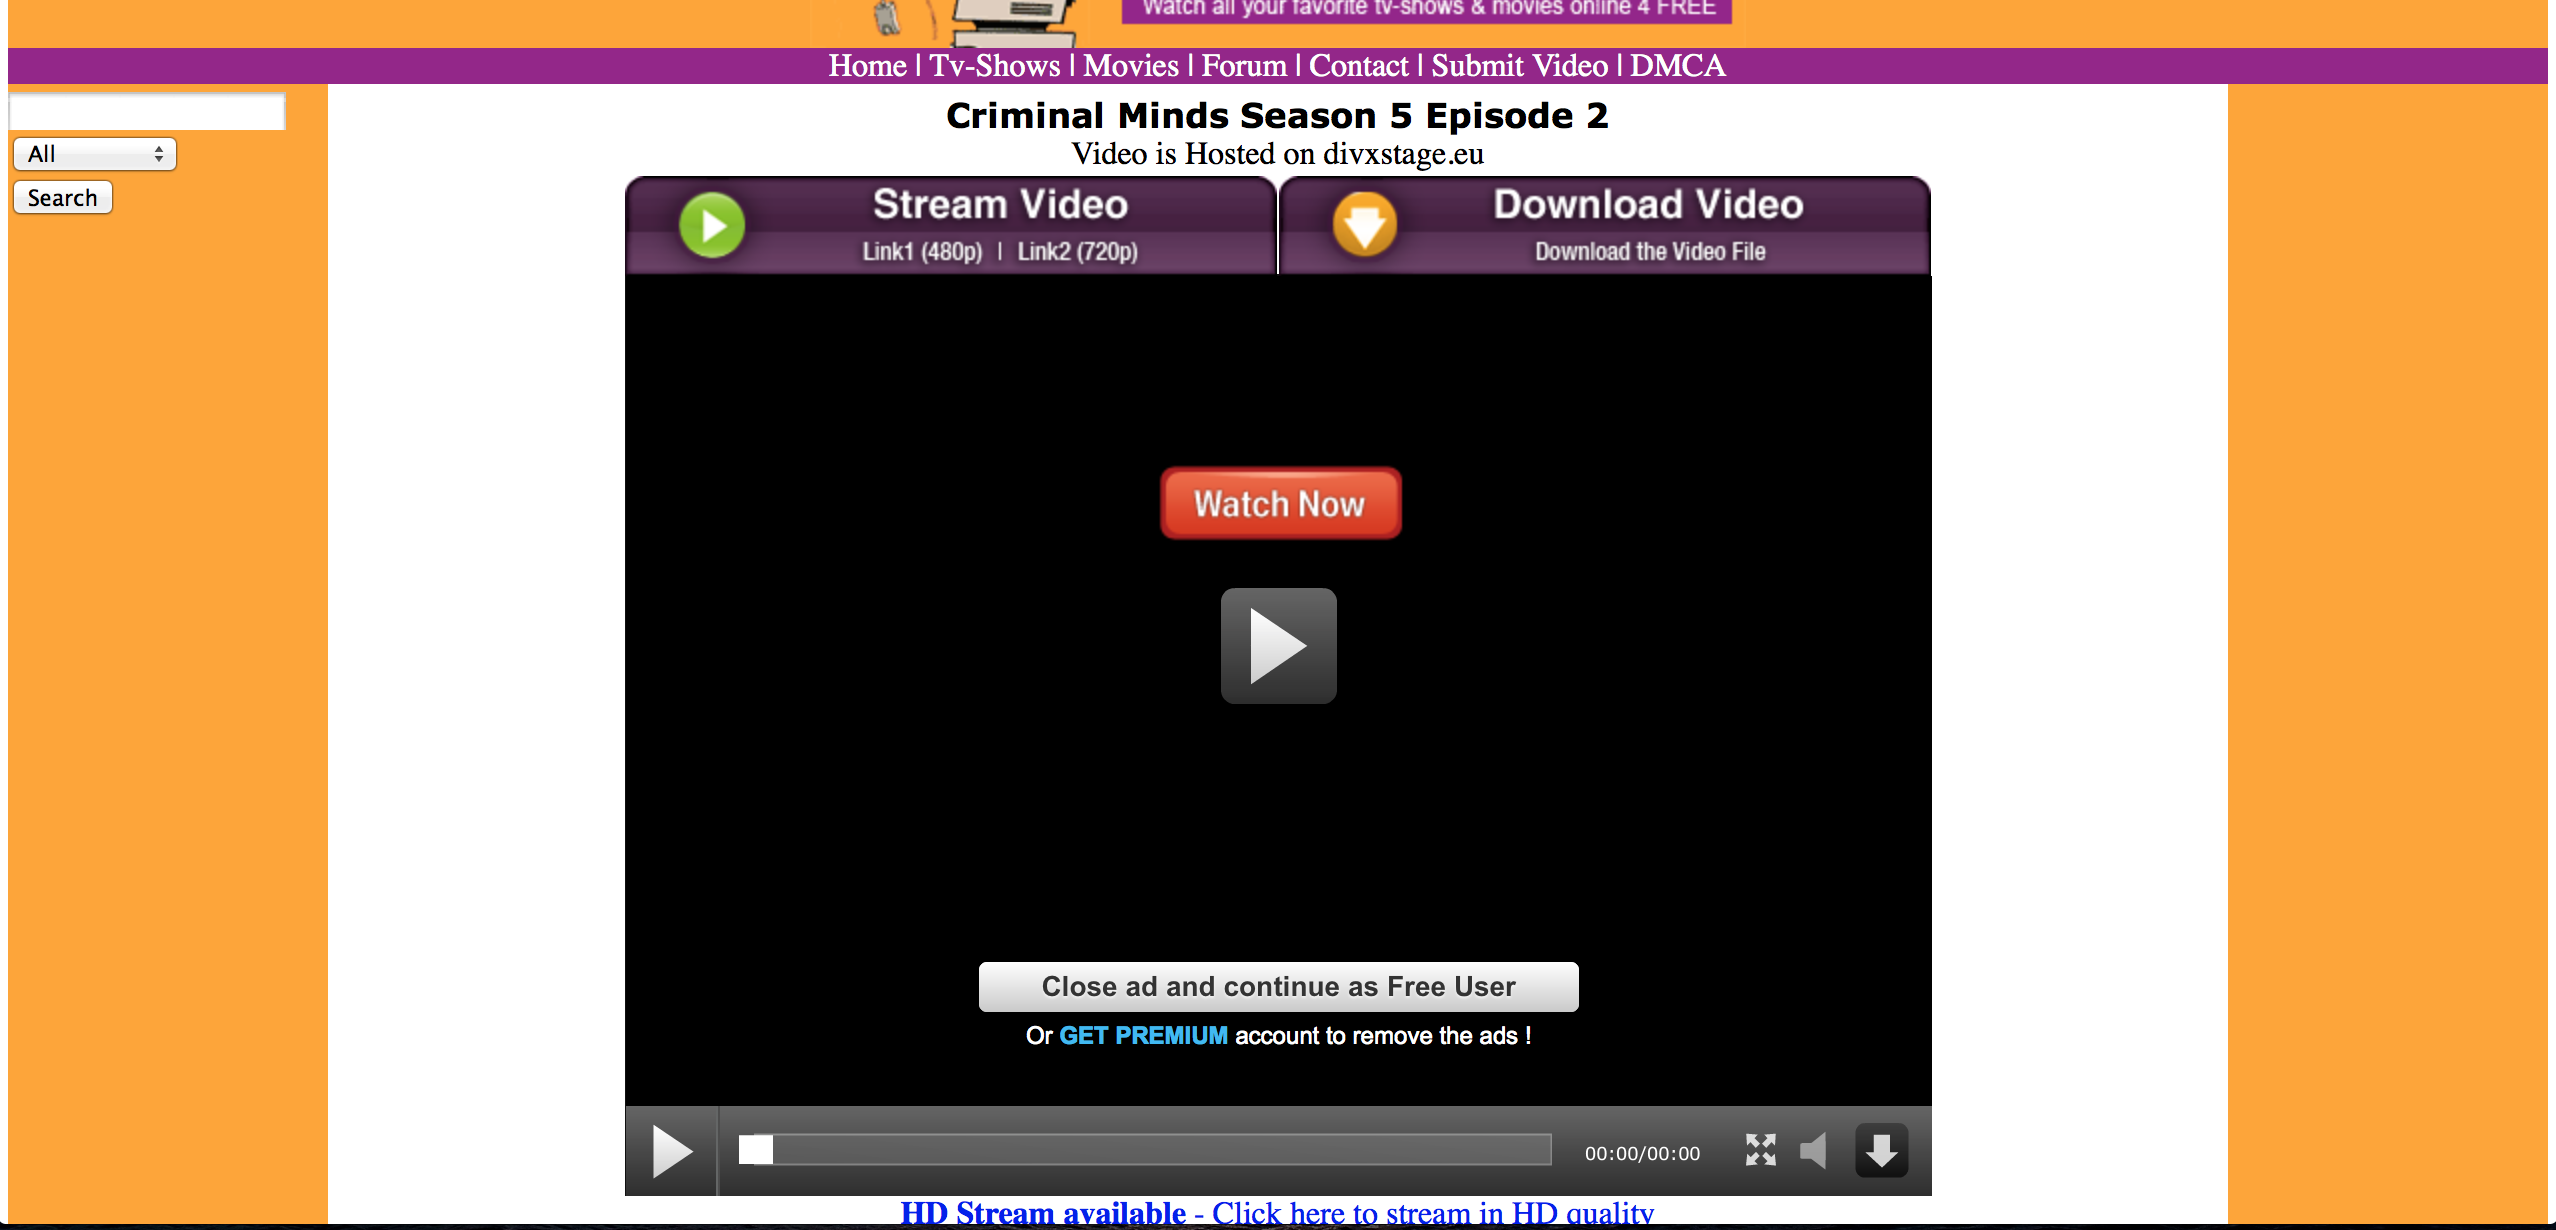 Watch all your favorite tv-shows & movies online 4 FREE
Home | Tv-Shows | Movies | Forum | Contact | Submit Video | DMCA
All
Search
Criminal Minds Season 5 Episode 2
Video is Hosted on divxstage.eu
Stream Video
Link1 (480p) | Link2 (720p)
Download Video
Download the Video File
Watch Now
Close ad and continue as Free User
Or GET PREMIUM account to remove the ads !
00:00/00:00
HD Stream available - Click here to stream in HD quality